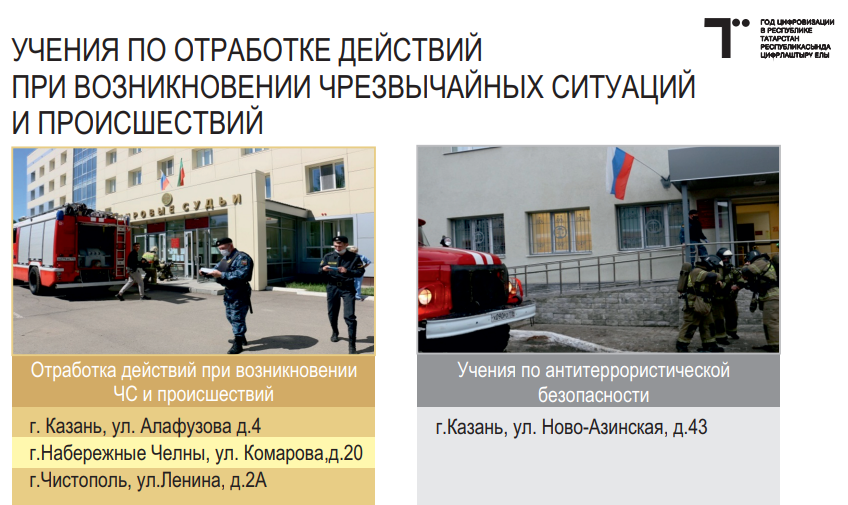 ГОД ЦИФРОВИЗАЦИИ
В РЕСПУБЛИКЕ
ТАТАРСТАН
РЕСПУБЛИКАСЫНДА
ЦИФРЛАШТЫРУ ЕЛЫ
УЧЕНИЯ ПО ОТРАБОТКЕ ДЕЙСТВИЙ
ПРИ ВОЗНИКНОВЕНИИ ЧРЕЗВЫЧАЙНЫХ СИТУАЦИЙ
И ПРОИСШЕСТВИЙ
РОВЫЕ СУДЬИ
Отработка действий при возникновении
ЧС и происшествий
г. Казань, ул. Алафузова д.4
г.Набережные Челны, ул. Комарова,д.20
г.Чистополь, ул.Ленина, д.2А
Учения по антитеррористической
безопасности
г.Казань, ул. Ново-Азинская, д.43